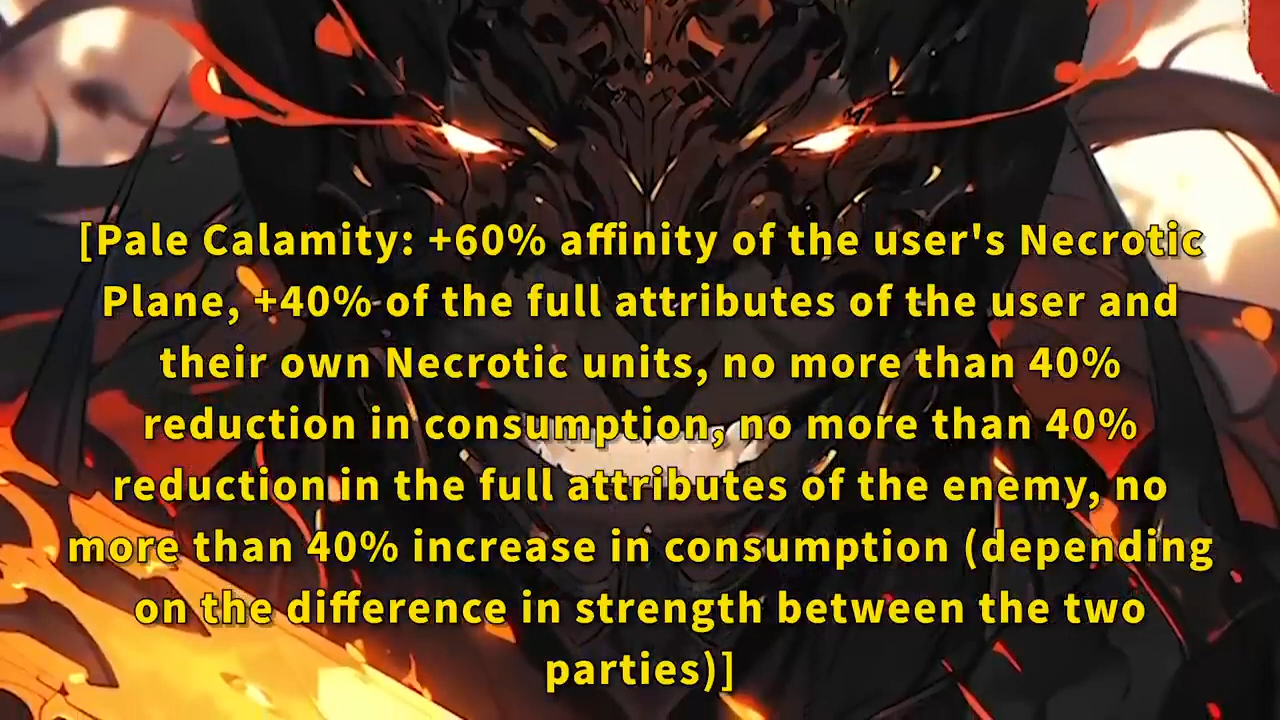 [Pale Calamity: +60% affinity of the user's Necrotic
Plane, +40% of the full attributes of the user and
their own Necrotic units, no more than 40%
reduction in consumption, no more than 40%
reduction in the full attributes of the enemy, no
more than 40% increase in consumption (depending
on the difference in strength between the two
parties)]